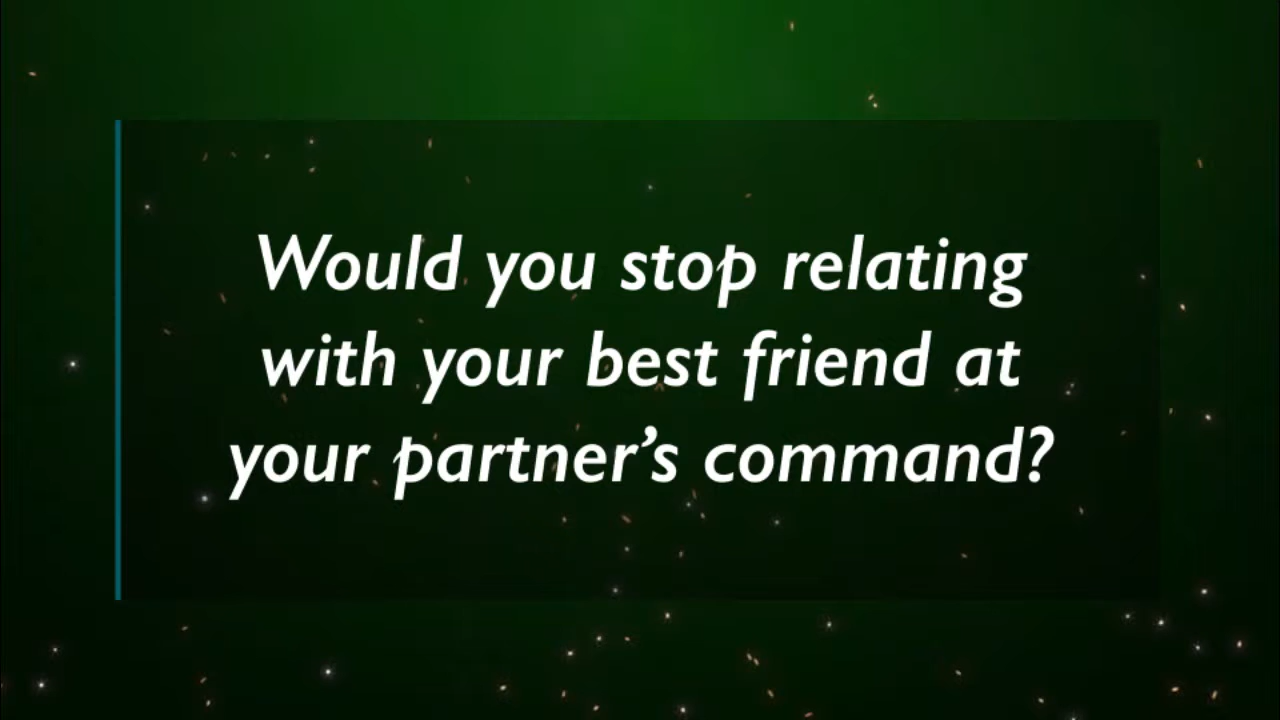 Would you stop relating
with your best friend at
your partner’s command?